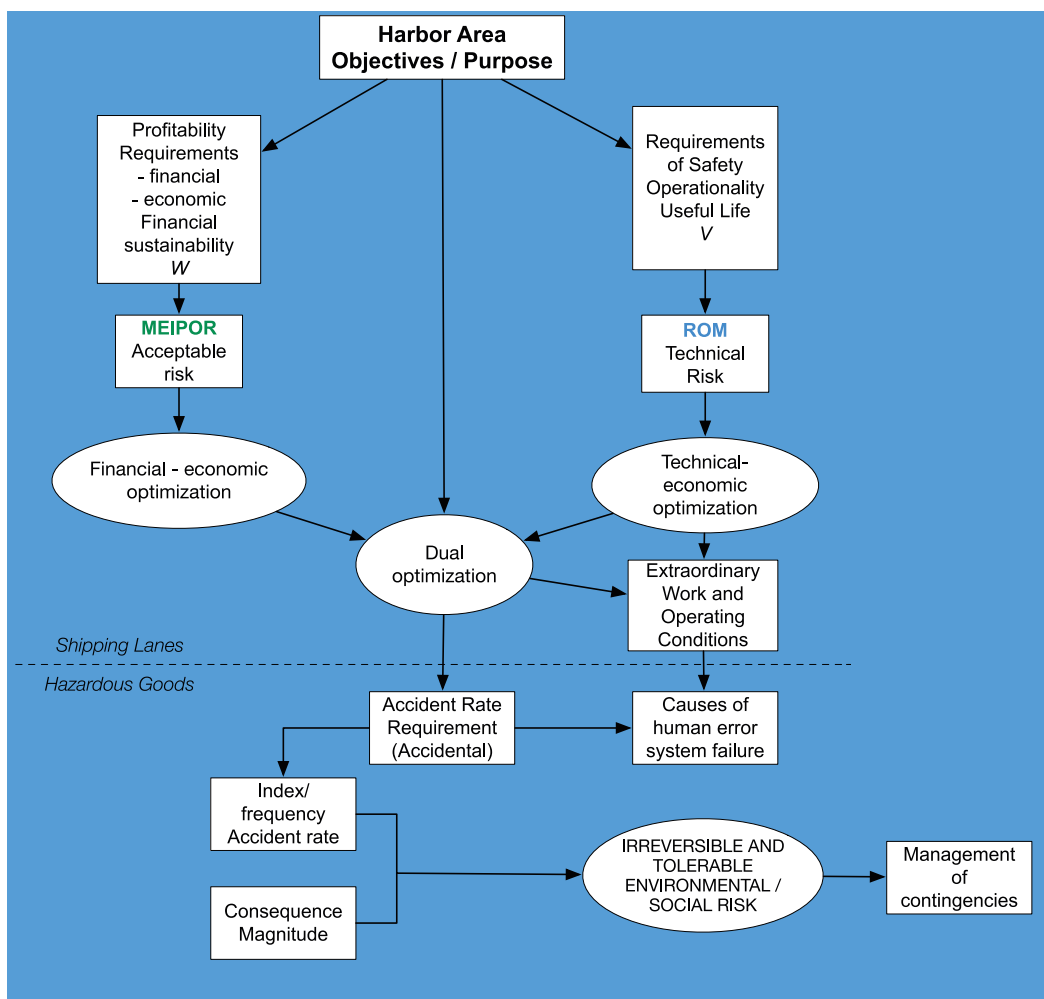 Harbor Area
Objectives / Purpose
Profitability
Requirements
- financial
- economic
Financial
sustainability
W
Requirements
of Safety
Operationality
Useful Life
V
MEIPOR
Acceptable
risk
ROM
Technical
Risk
Financial - economic
optimization
Technical-
economic
optimization
Dual
optimization
Extraordinary
Work and
Operating
Conditions
Shipping Lanes
Hazardous Goods
Accident Rate
Requirement
(Accidental)
Causes of
human error
system failure
Index/
frequency
Accident rate
IRREVERSIBLE AND
TOLERABLE
ENVIRONMENTAL /
SOCIAL RISK
Management
of
contingencies
Consequence
Magnitude